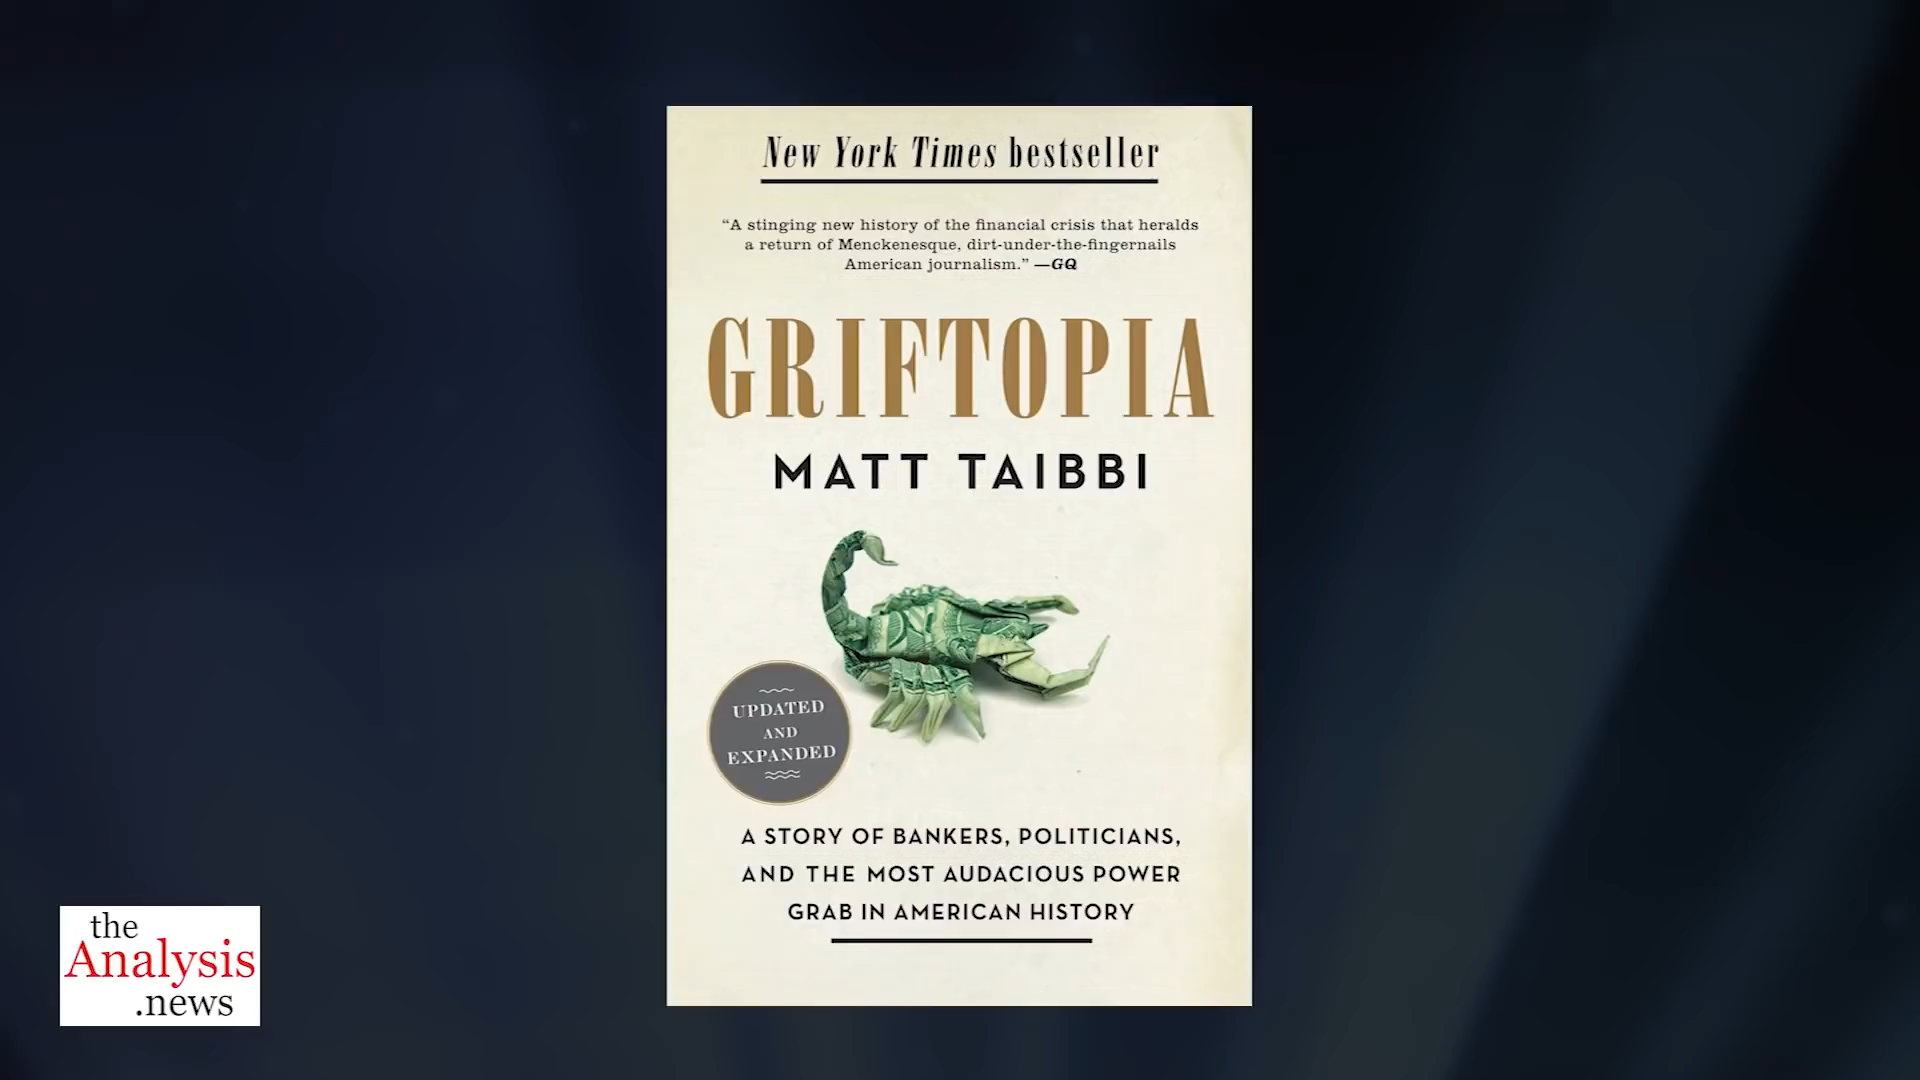 New York Times bestseller
“A stinging new history of the financial crisis that heralds
a return of Menckenesque, dirt-under-the-fingernails
American journalism.” —GQ
GRIFTOPIA
MATT TAIBBI
UPDATED
AND
EXPANDED
A STORY OF BANKERS, POLITICIANS,
AND THE MOST AUDACIOUS POWER
GRAB IN AMERICAN HISTORY
the
Analysis
.news